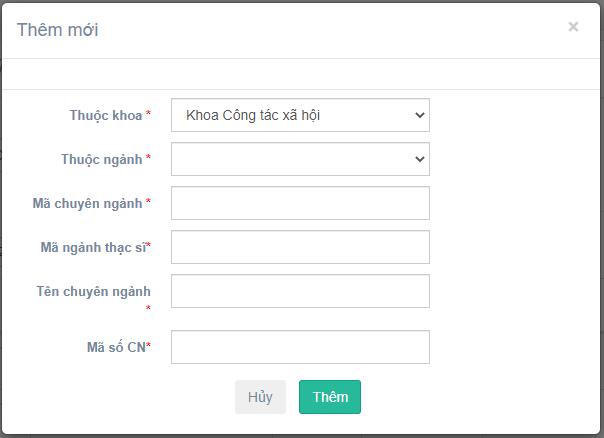 Thêm mới ×
Thuộc khoa * Khoa Công tác xã hội
Thuộc ngành *
Mã chuyên ngành *
Mã ngành thạc sĩ*
Tên chuyên ngành
*
Mã số CN*
Hủy Thêm